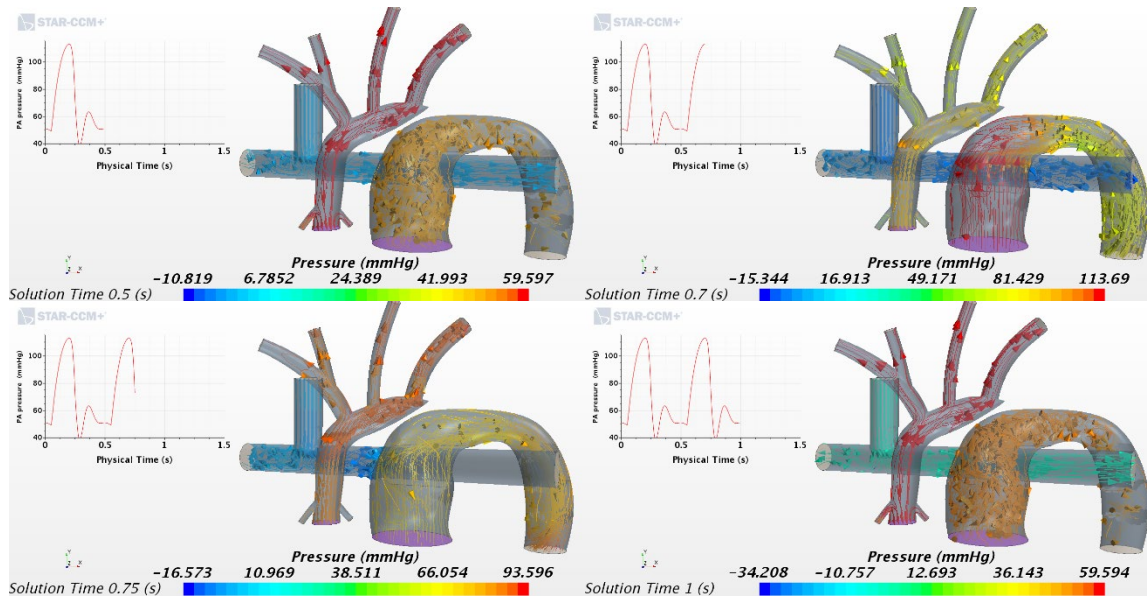 STAR-CCM+
PA pressure (mmHg)
100
80
60
40
0 0.5 1 1.5
Physical Time (s)
Y
Z X
Pressure (mmHg)
-10.819 6.7852 24.389 41.993 59.597
Solution Time 0.5 (s)
STAR-CCM+
PA pressure (mmHg)
100
80
60
40
0 0.5 1 1.5
Physical Time (s)
Y
Z X
Pressure (mmHg)
-15.344 16.913 49.171 81.429 113.69
Solution Time 0.7 (s)
STAR-CCM+
PA pressure (mmHg)
100
80
60
40
0 0.5 1 1.5
Physical Time (s)
Y
Z X
Pressure (mmHg)
-16.573 10.969 38.511 66.054 93.596
Solution Time 0.75 (s)
STAR-CCM+
PA pressure (mmHg)
100
80
60
40
0 0.5 1 1.5
Physical Time (s)
Y
Z X
Pressure (mmHg)
-34.208 -10.757 12.693 36.143 59.594
Solution Time 1 (s)